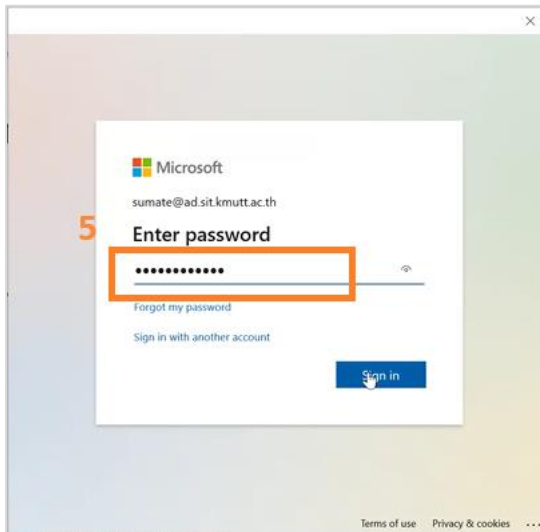 Microsoft
sumate@ad.sit.kmutt.ac.th
5
Enter password
••••••••••••
Forgot my password
Sign in with another account
Sign in
Terms of use Privacy & cookies ...